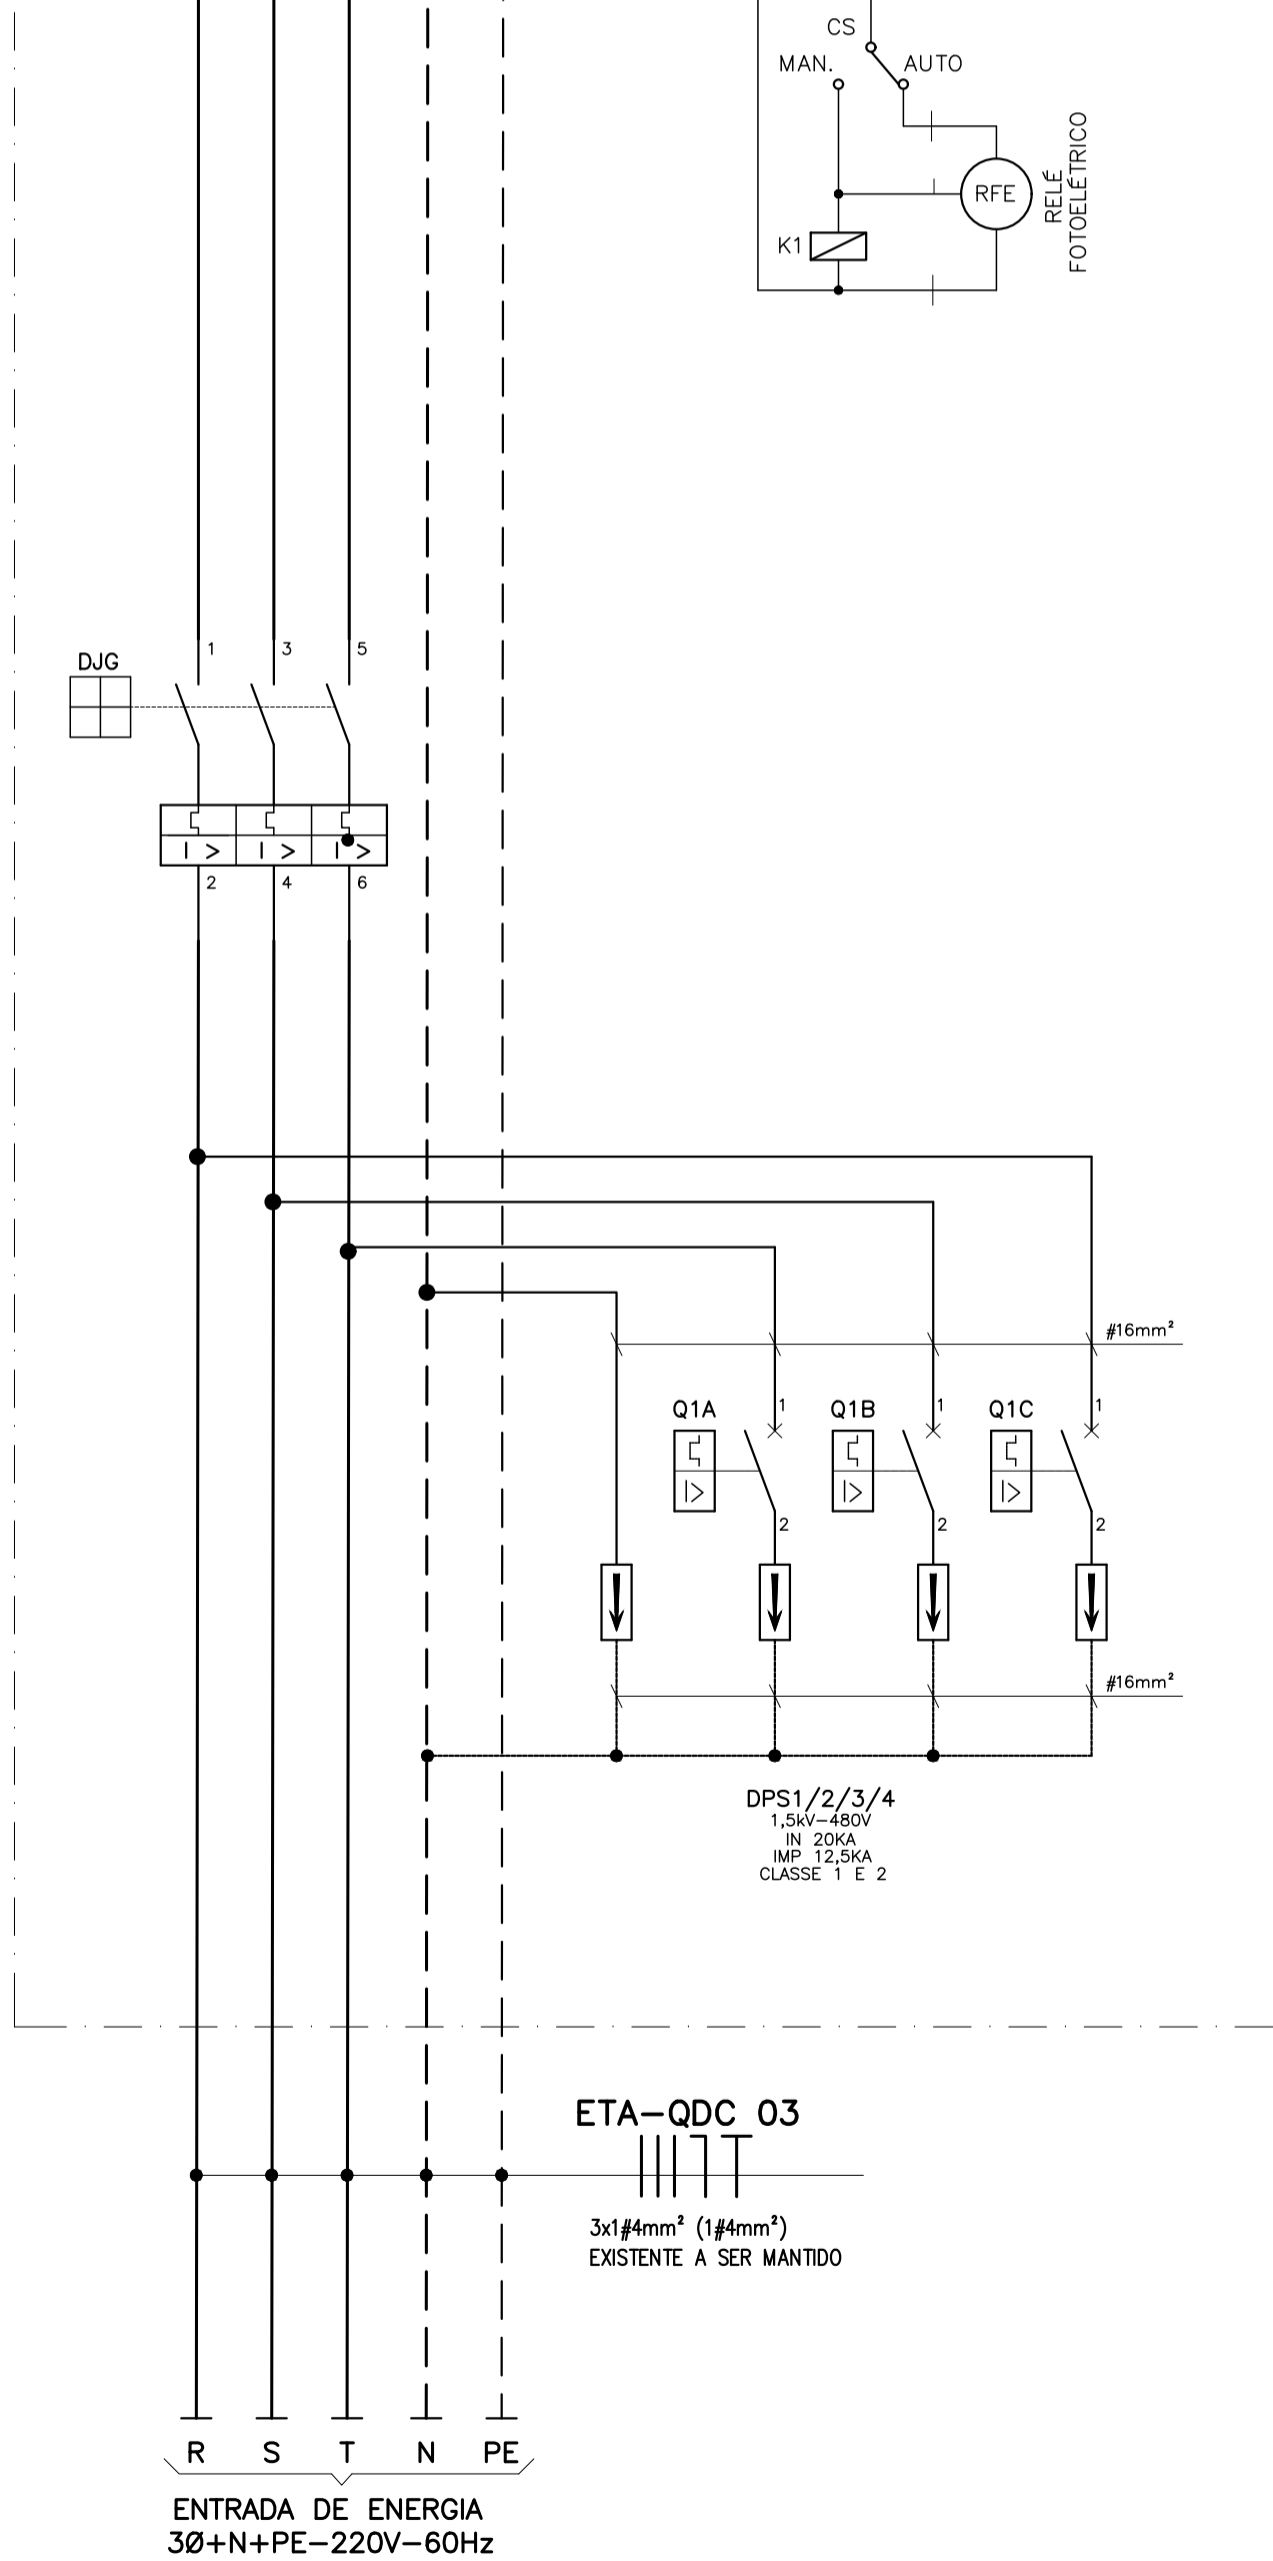 CS
MAN.
AUTO
RFE
RELÉ
FOTOELÉTRICO
K1
1
3
5
DJG
I >
I >
I >
2
4
6
#16mm²
Q1A
1
Q1B
1
Q1C
1
I>
I>
I>
2
2
2
#16mm²
DPS1/2/3/4
1,5kV-480V
IN 20KA
IMP 12,5KA
CLASSE 1 E 2
ETA-QDC 03
3x1#4mm² (1#4mm²)
EXISTENTE A SER MANTIDO
R
S
T
N
PE
ENTRADA DE ENERGIA
3Ø+N+PE-220V-60Hz